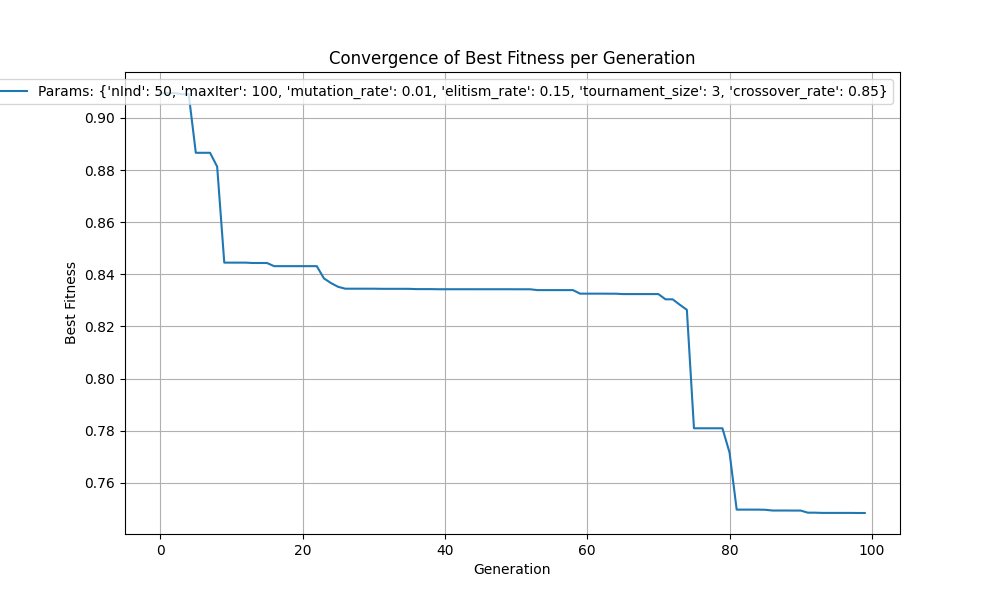 Convergence of Best Fitness per Generation
Params: {'nInd': 50, 'maxIter': 100, 'mutation_rate': 0.01, 'elitism_rate': 0.15, 'tournament_size': 3, 'crossover_rate': 0.85}
0.90
0.88
0.86
0.84
0.82
0.80
0.78
0.76
Best Fitness
0 20 40 60 80 100
Generation